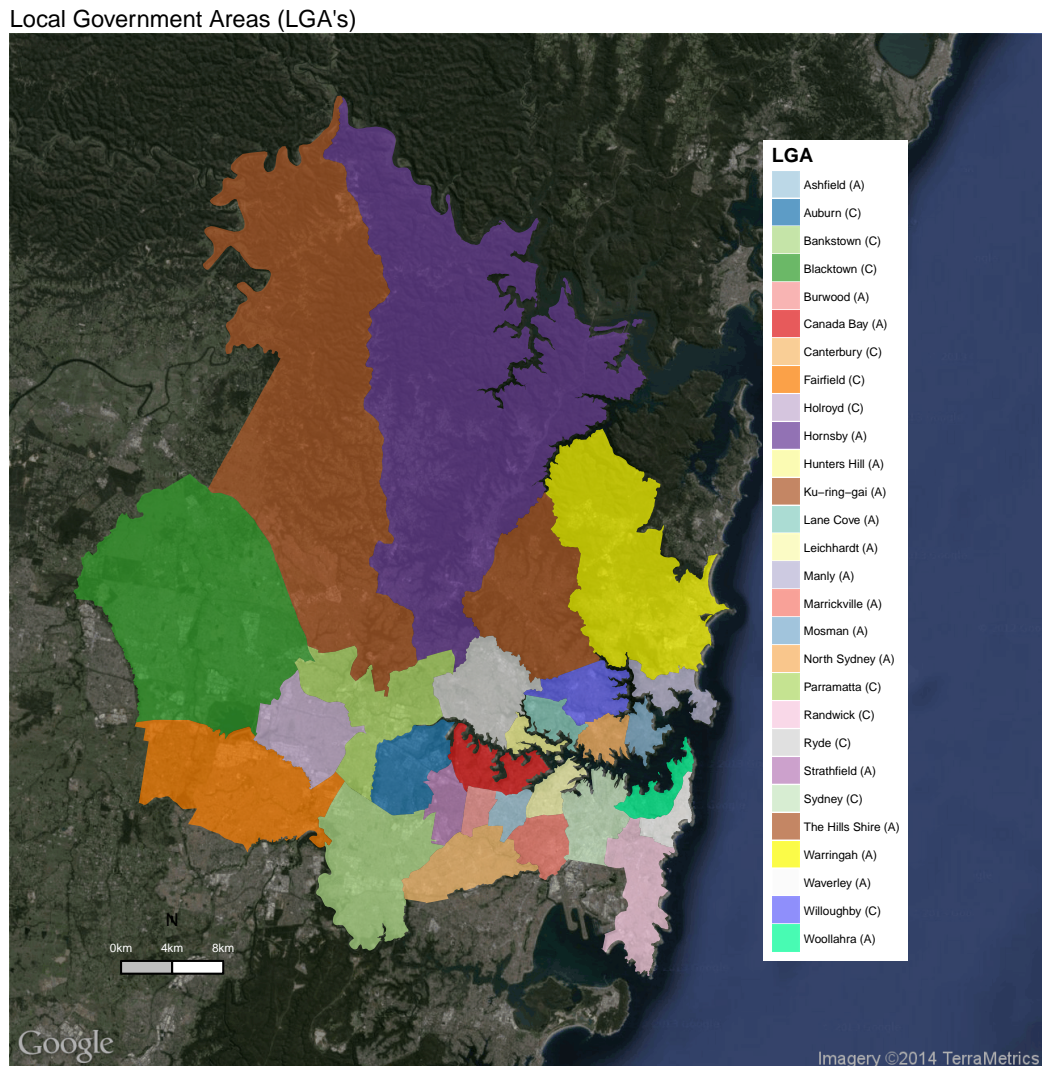 Local Government Areas (LGA's)
LGA
Ashfield (A)
Auburn (C)
Bankstown (C)
Blacktown (C)
Burwood (A)
Canada Bay (A)
Canterbury (C)
Fairfield (C)
Holroyd (C)
Hornsby (A)
Hunters Hill (A)
Ku−ring−gai (A)
Lane Cove (A)
Leichhardt (A)
Manly (A)
Marrickville (A)
Mosman (A)
North Sydney (A)
Parramatta (C)
Randwick (C)
Ryde (C)
Strathfield (A)
Sydney (C)
The Hills Shire (A)
Warringah (A)
Waverley (A)
Willoughby (C)
Woollahra (A)
N
0km 4km 8km
Google
Imagery ©2014 TerraMetrics